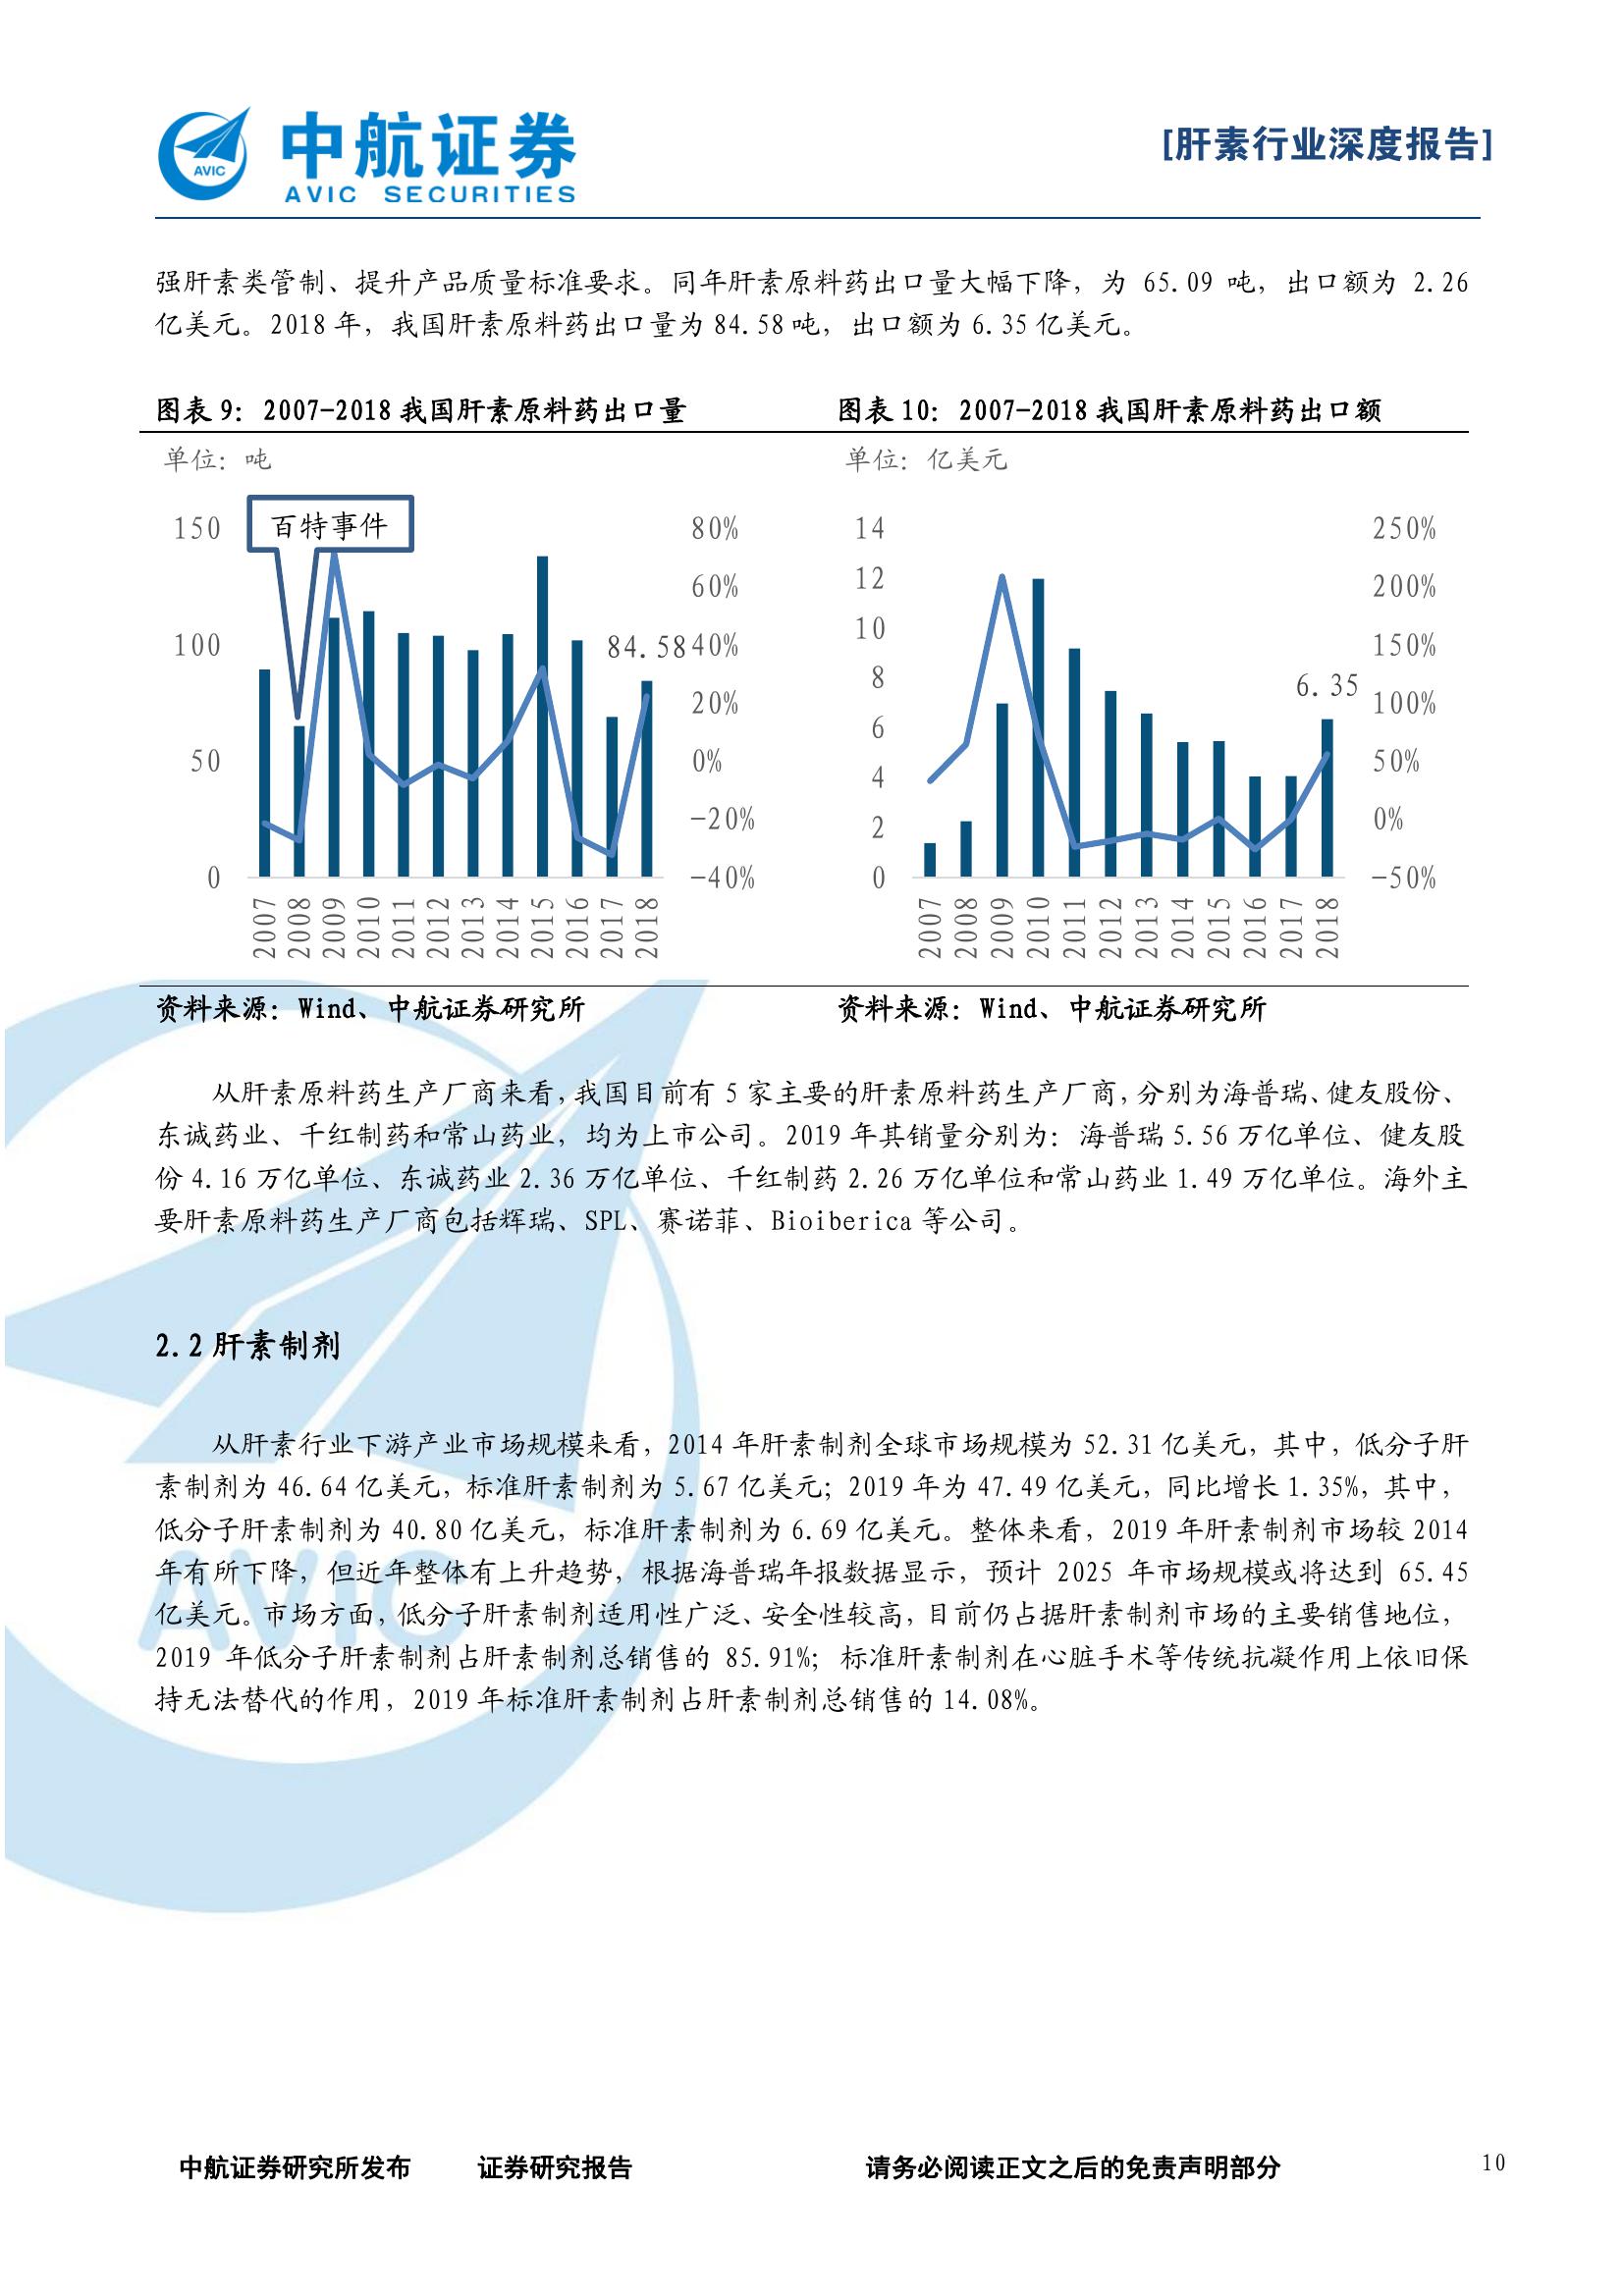 中航证券
AVIC SECURITIES
AVIC
[肝素行业深度报告]
强肝素类管制、提升产品质量标准要求。同年肝素原料药出口量大幅下降，为 65.09 吨，出口额为 2.26
亿美元。2018 年，我国肝素原料药出口量为 84.58 吨，出口额为 6.35 亿美元。
图表 9：2007-2018 我国肝素原料药出口量
单位：吨
百特事件
150
100
50
0
80%
60%
40%
20%
0%
-20%
-40%
84.58
2007
2008
2009
2010
2011
2012
2013
2014
2015
2016
2017
2018
资料来源：Wind、中航证券研究所
图表 10：2007-2018 我国肝素原料药出口额
单位：亿美元
14
12
10
8
6
4
2
0
250%
200%
150%
100%
50%
0%
-50%
6.35
2007
2008
2009
2010
2011
2012
2013
2014
2015
2016
2017
2018
资料来源：Wind、中航证券研究所
从肝素原料药生产厂商来看，我国目前有 5 家主要的肝素原料药生产厂商，分别为海普瑞、健友股份、
东诚药业、千红制药和常山药业，均为上市公司。2019 年其销量分别为：海普瑞 5.56 万亿单位、健友股
份 4.16 万亿单位、东诚药业 2.36 万亿单位、千红制药 2.26 万亿单位和常山药业 1.49 万亿单位。海外主
要肝素原料药生产厂商包括辉瑞、SPL、赛诺菲、Bioiberica 等公司。
2.2 肝素制剂
从肝素行业下游产业市场规模来看，2014 年肝素制剂全球市场规模为 52.31 亿美元，其中，低分子肝
素制剂为 46.64 亿美元，标准肝素制剂为 5.67 亿美元；2019 年为 47.49 亿美元，同比增长 1.35%，其中，
低分子肝素制剂为 40.80 亿美元，标准肝素制剂为 6.69 亿美元。整体来看，2019 年肝素制剂市场较 2014
年有所下降，但近年整体有上升趋势，根据海普瑞年报数据显示，预计 2025 年市场规模或将达到 65.45
亿美元。市场方面，低分子肝素制剂适用性广泛、安全性较高，目前仍占据肝素制剂市场的主要销售地位，
2019 年低分子肝素制剂占肝素制剂总销售的 85.91%；标准肝素制剂在心脏手术等传统抗凝作用上依旧保
持无法替代的作用，2019 年标准肝素制剂占肝素制剂总销售的 14.08%。
AVIC
中航证券研究所发布 证券研究报告 请务必阅读正文之后的免责声明部分 10